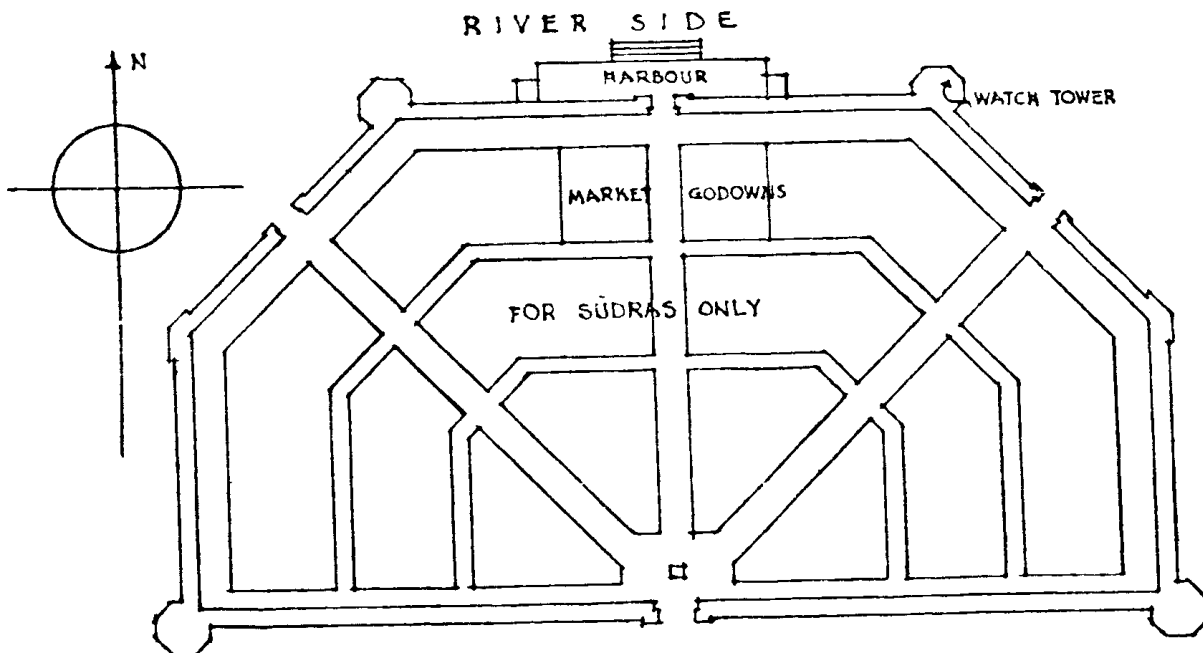 RIVER SIDE
N
HARBOUR
WATCH TOWER
MARKET GODOWNS
FOR SŪDRAS ONLY